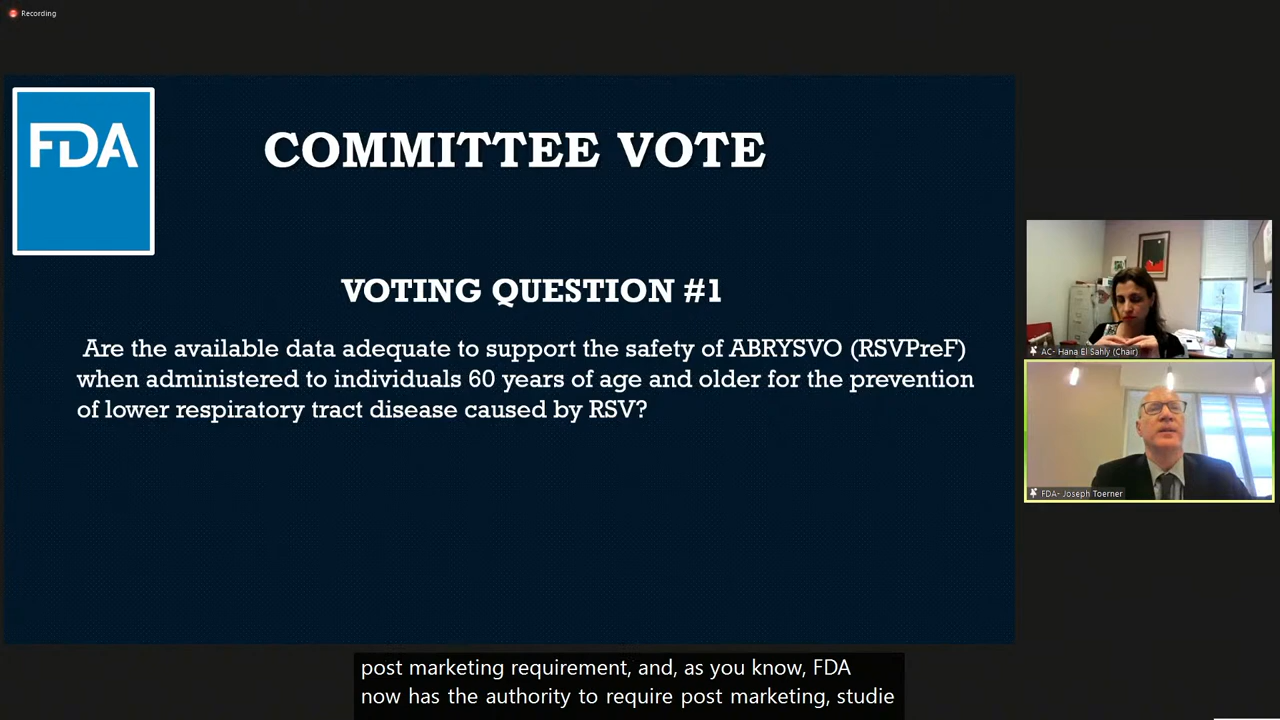 Recording
FDA
COMMITTEE VOTE
VOTING QUESTION #1
Are the available data adequate to support the safety of ABRYSVO (RSVPreF)
when administered to individuals 60 years of age and older for the prevention
of lower respiratory tract disease caused by RSV?
AC- Hana El Sahly (Chair)
FDA- Joseph Toerner
post marketing requirement, and, as you know, FDA
now has the authority to require post marketing, studie